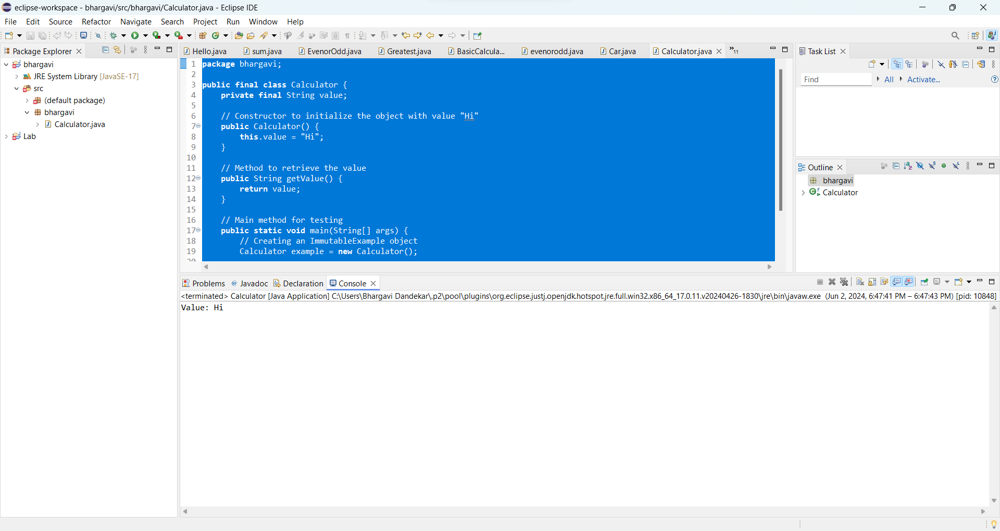 eclipse-workspace - bhargavi/src/bhargavi/Calculator.java - Eclipse IDE
File Edit Source Refactor Navigate Search Project Run Window Help
Package Explorer
bhargavi
JRE System Library [JavaSE-17]
src
(default package)
bhargavi
Calculator.java
Lab
Hello.java sum.java EvenorOdd.java Greatest.java BasicCalcula... evenorodd.java Car.java Calculator.java »11
1 package bhargavi;
2
3 public final class Calculator {
4 private final String value;
5
6 // Constructor to initialize the object with value "Hi"
7 public Calculator() {
8 this.value = "Hi";
9 }
10
11 // Method to retrieve the value
12 public String getValue() {
13 return value;
14 }
15
16 // Main method for testing
17 public static void main(String[] args) {
18 // Creating an ImmutableExample object
19 Calculator example = new Calculator();
20
Task List
Find All Activate...
Outline
bhargavi
Calculator
Problems @ Javadoc Declaration Console
<terminated> Calculator [Java Application] C:\Users\Bhargavi Dandekar\.p2\pool\plugins\org.eclipse.justj.openjdk.hotspot.jre.full.win32.x86_64_17.0.11.v20240426-1830\jre\bin\javaw.exe (Jun 2, 2024, 6:47:41 PM – 6:47:43 PM) [pid: 10848]
Value: Hi